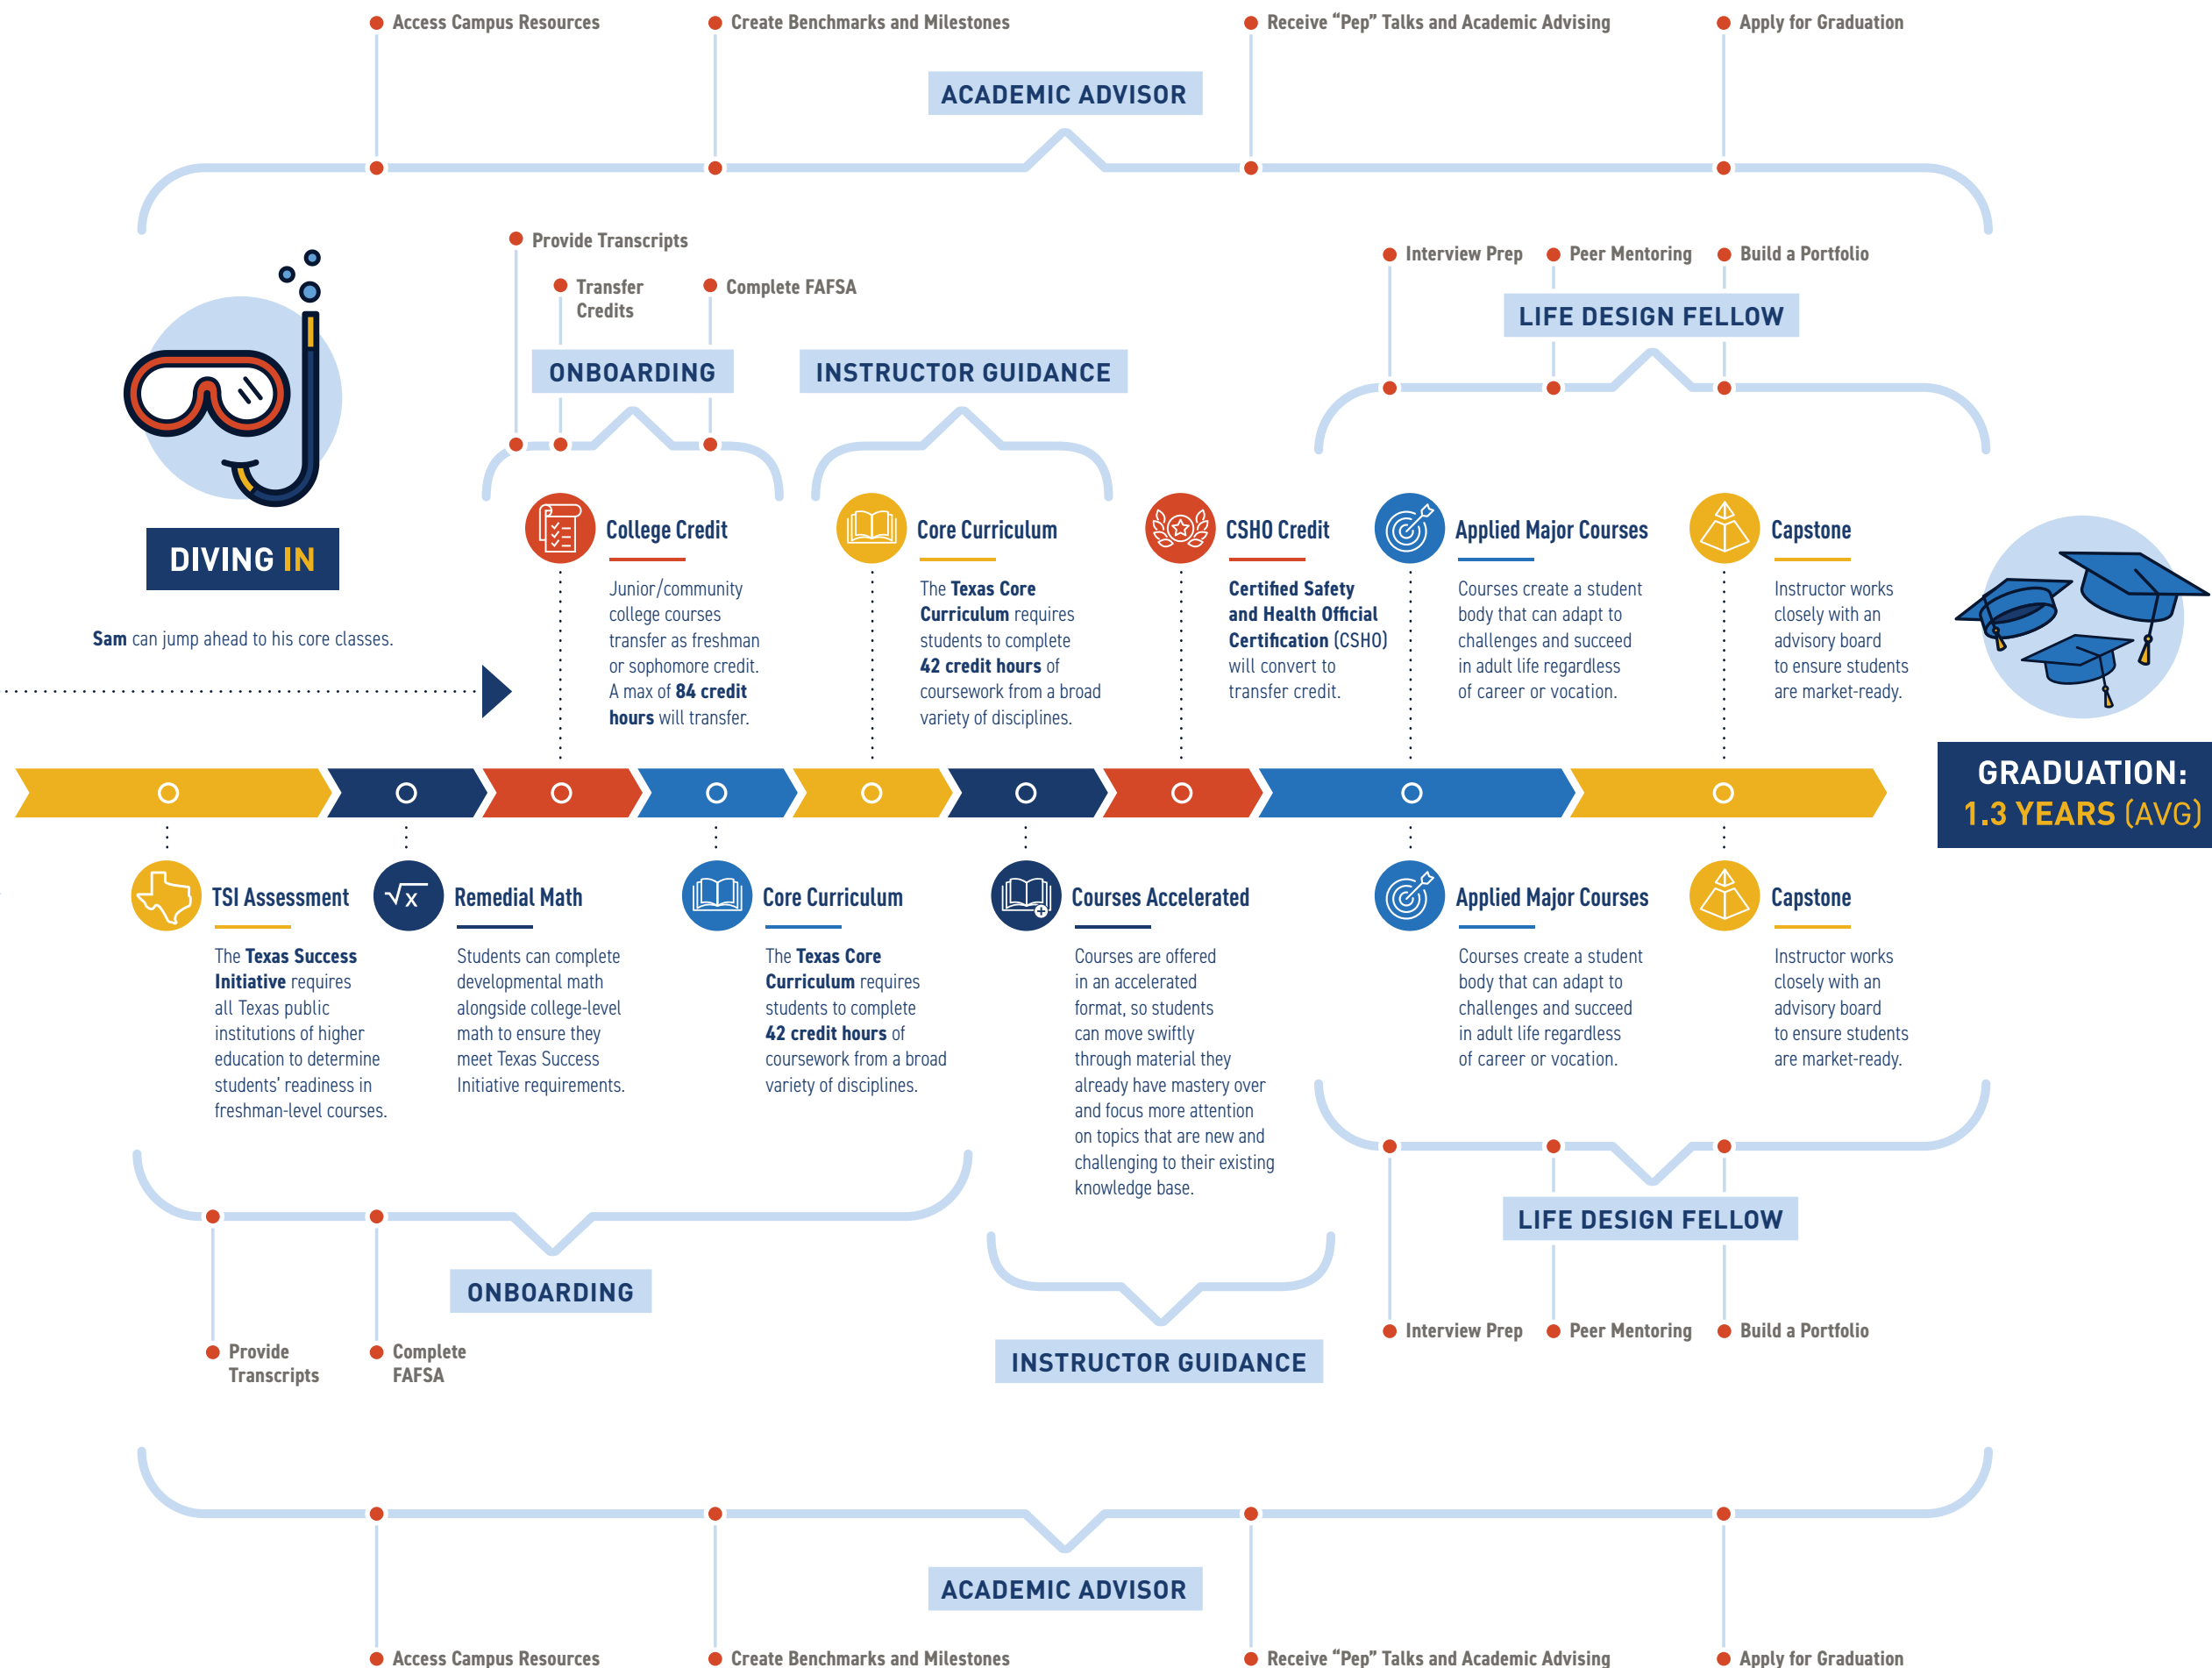 Access Campus Resources
Create Benchmarks and Milestones
Receive “Pep” Talks and Academic Advising
Apply for Graduation
ACADEMIC ADVISOR
Provide Transcripts
Transfer
Credits
Complete FAFSA
ONBOARDING
INSTRUCTOR GUIDANCE
Interview Prep
Peer Mentoring
Build a Portfolio
LIFE DESIGN FELLOW
DIVING IN
Sam can jump ahead to his core classes.
College Credit
Junior/community
college courses
transfer as freshman
or sophomore credit.
A max of 84 credit
hours will transfer.
Core Curriculum
The Texas Core
Curriculum requires
students to complete
42 credit hours of
coursework from a broad
variety of disciplines.
CSHO Credit
Certified Safety
and Health Official
Certification (CSHO)
will convert to
transfer credit.
Applied Major Courses
Courses create a student
body that can adapt to
challenges and succeed
in adult life regardless
of career or vocation.
Capstone
Instructor works
closely with an
advisory board
to ensure students
are market-ready.
GRADUATION:
1.3 YEARS (AVG)
TSI Assessment
The Texas Success
Initiative requires
all Texas public
institutions of higher
education to determine
students’ readiness in
freshman-level courses.
√x
Remedial Math
Students can complete
developmental math
alongside college-level
math to ensure they
meet Texas Success
Initiative requirements.
Core Curriculum
The Texas Core
Curriculum requires
students to complete
42 credit hours of
coursework from a broad
variety of disciplines.
Courses Accelerated
Courses are offered
in an accelerated
format, so students
can move swiftly
through material they
already have mastery over
and focus more attention
on topics that are new and
challenging to their existing
knowledge base.
Applied Major Courses
Courses create a student
body that can adapt to
challenges and succeed
in adult life regardless
of career or vocation.
Capstone
Instructor works
closely with an
advisory board
to ensure students
are market-ready.
ONBOARDING
Provide
Transcripts
Complete
FAFSA
INSTRUCTOR GUIDANCE
LIFE DESIGN FELLOW
Interview Prep
Peer Mentoring
Build a Portfolio
ACADEMIC ADVISOR
Access Campus Resources
Create Benchmarks and Milestones
Receive “Pep” Talks and Academic Advising
Apply for Graduation